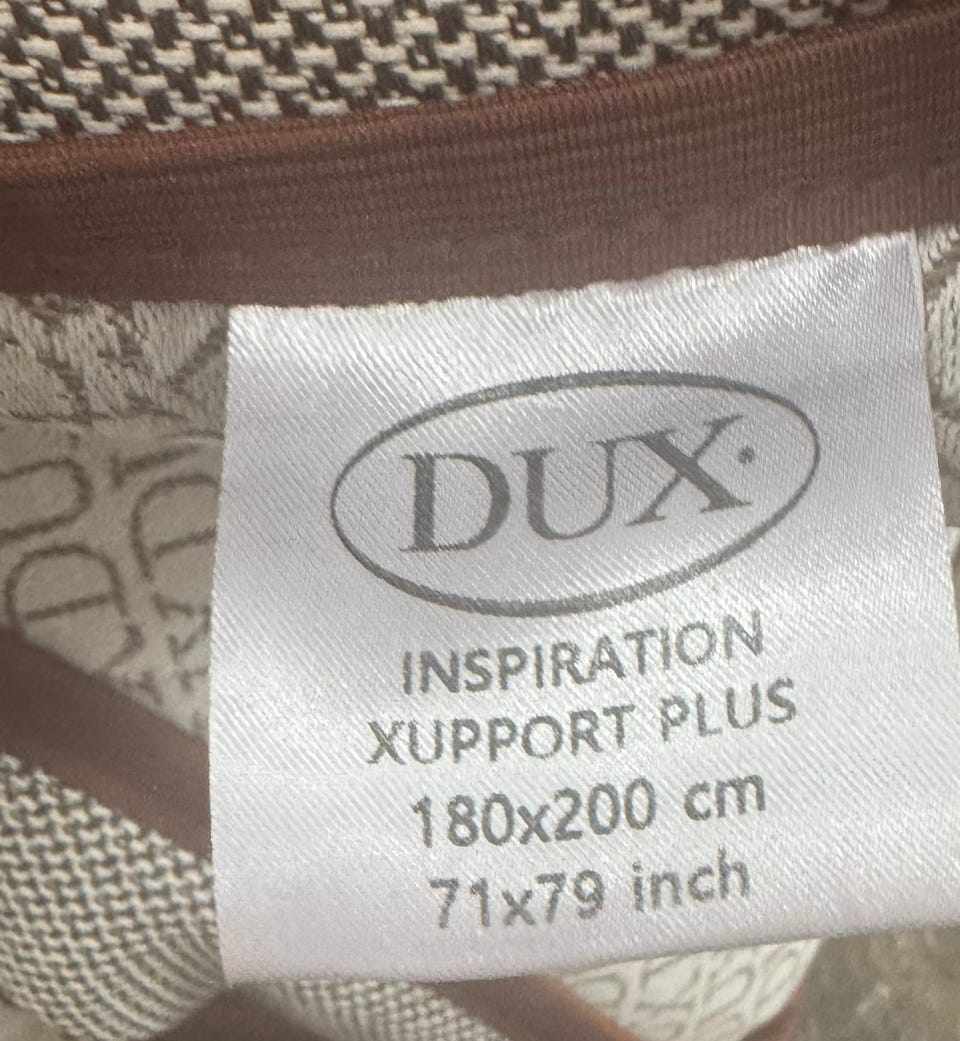 DUX
INSPIRATION
XUPPORT PLUS
180x200 cm
71x79 inch